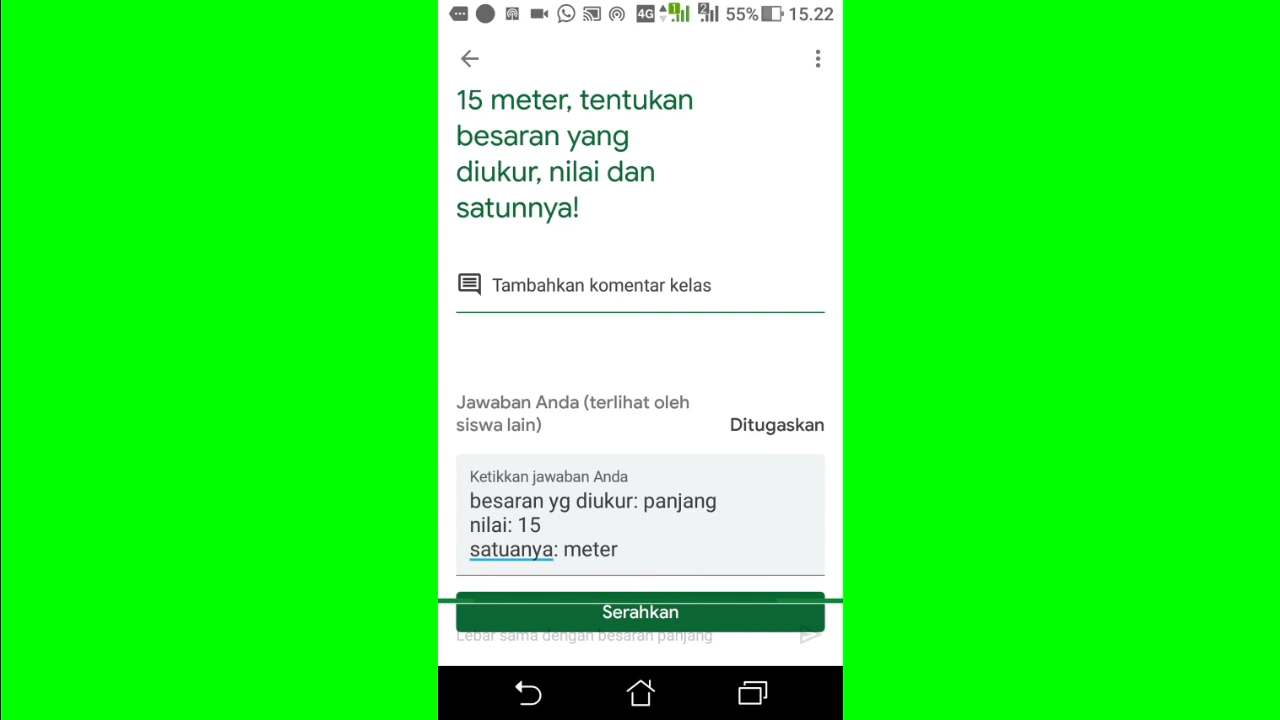 4G 1 2 55% 15.22
15 meter, tentukan
besaran yang
diukur, nilai dan
satunnya!
Tambahkan komentar kelas
Jawaban Anda (terlihat oleh
siswa lain)
Ditugaskan
Ketikkan jawaban Anda
besaran yg diukur: panjang
nilai: 15
satuanya: meter
Serahkan
Lebar sama dengan besaran panjang